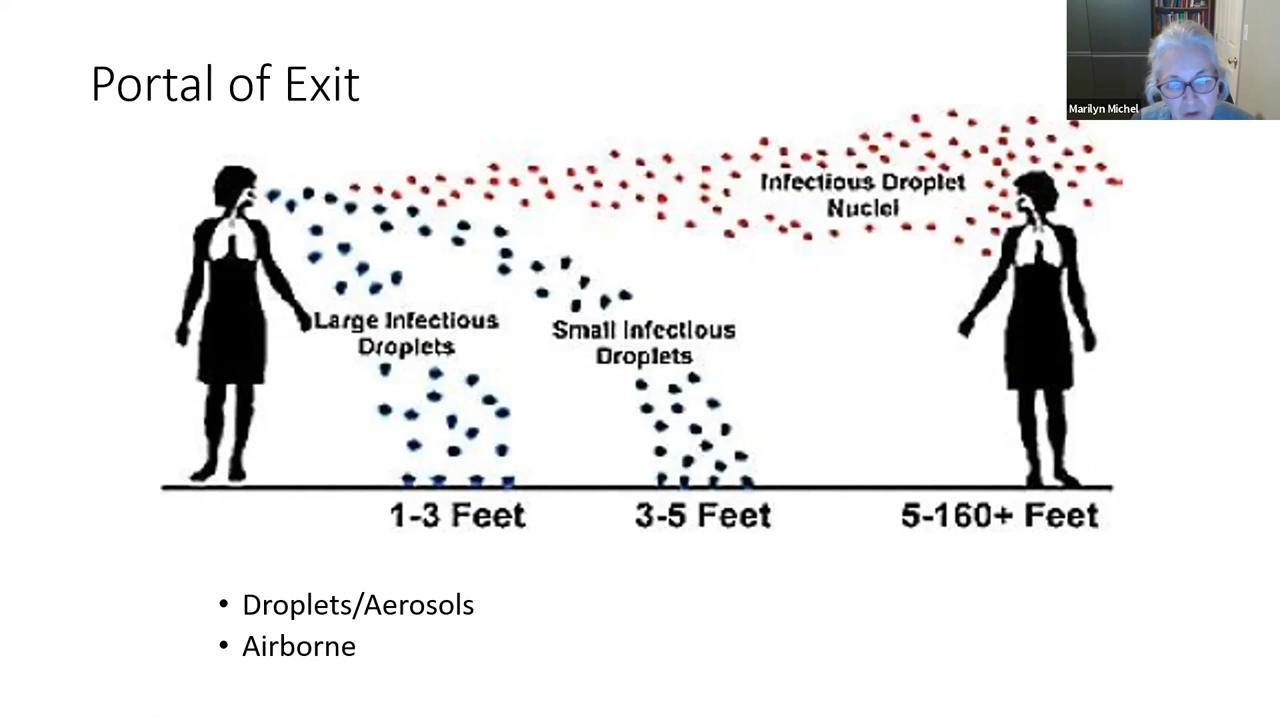 Portal of Exit
Marilyn Michel
Infectious Droplet
Nuclei
Large Infectious
Droplets
Small Infectious
Droplets
1-3 Feet
3-5 Feet
5-160+ Feet
• Droplets/Aerosols
• Airborne